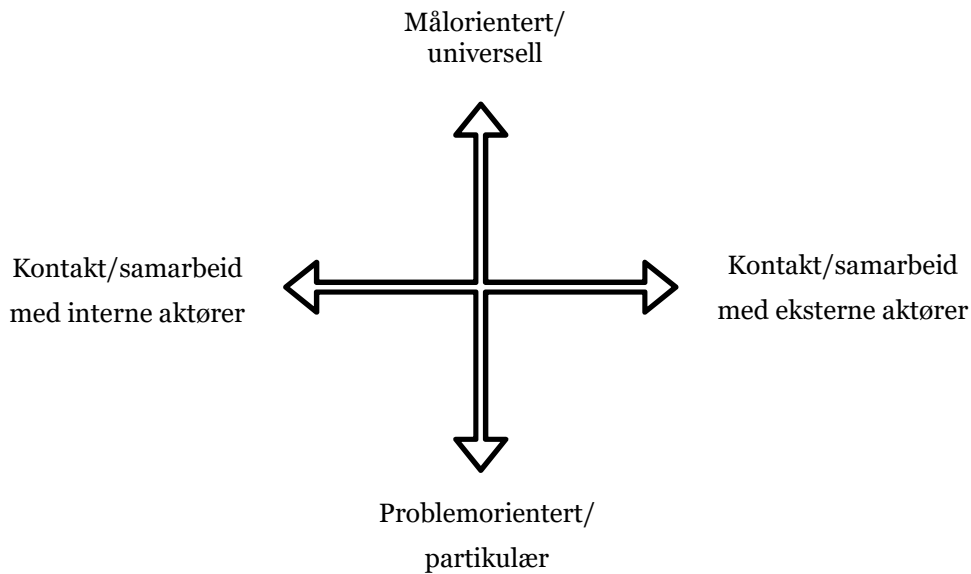 Målorientert/
universell
Kontakt/samarbeid
med interne aktører
Kontakt/samarbeid
med eksterne aktører
Problemorientert/
partikulær